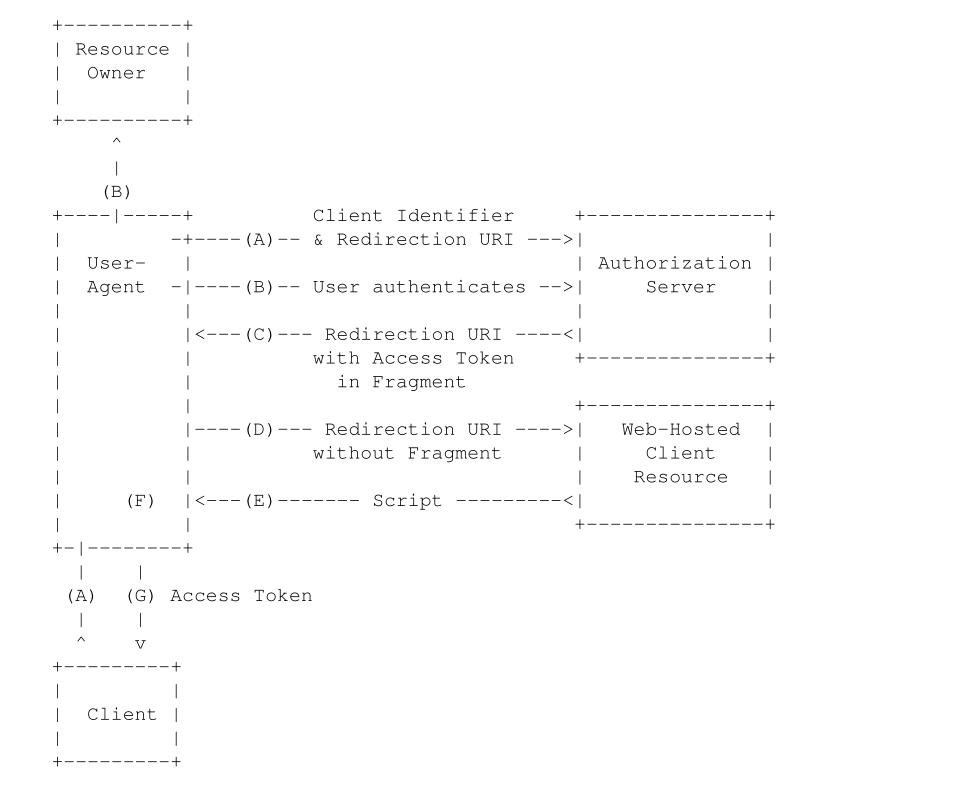 +----------+
| Resource |
|  Owner   |
|          |
+----------+
     ^
     |
    (B)
+----|-----+          Client Identifier     +---------------+
|         -+----(A)-- & Redirection URI --->|               |
|  User-   |                                | Authorization |
|  Agent  -|----(B)-- User authenticates -->|     Server    |
|          |                                |               |
|          |<---(C)--- Redirection URI ----<|               |
|          |          with Access Token     +---------------+
|          |            in Fragment
|          |                                +---------------+
|          |----(D)--- Redirection URI ---->|   Web-Hosted  |
|          |          without Fragment      |     Client    |
|          |                                |    Resource   |
|     (F)  |<---(E)------- Script ---------<|               |
|          |                                +---------------+
+-|--------+
  |    |
 (A)  (G) Access Token
  |    |
  ^    v
+---------+
|         |
|  Client |
|         |
+---------+